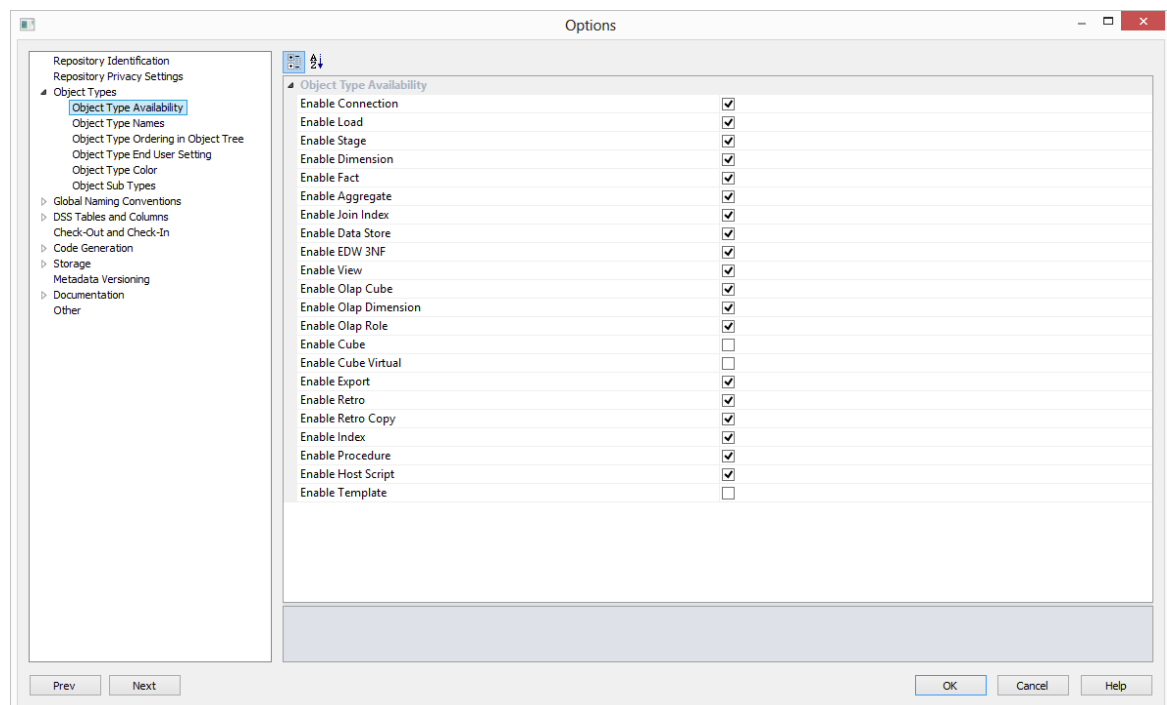 Options
Repository Identification
Repository Privacy Settings
Object Types
Object Type Availability
Object Type Names
Object Type Ordering in Object Tree
Object Type End User Setting
Object Type Color
Object Sub Types
Global Naming Conventions
DSS Tables and Columns
Check-Out and Check-In
Code Generation
Storage
Metadata Versioning
Documentation
Other
Object Type Availability
Enable Connection
Enable Load
Enable Stage
Enable Dimension
Enable Fact
Enable Aggregate
Enable Join Index
Enable Data Store
Enable EDW 3NF
Enable View
Enable Olap Cube
Enable Olap Dimension
Enable Olap Role
Enable Cube
Enable Cube Virtual
Enable Export
Enable Retro
Enable Retro Copy
Enable Index
Enable Procedure
Enable Host Script
Enable Template
Prev Next OK Cancel Help